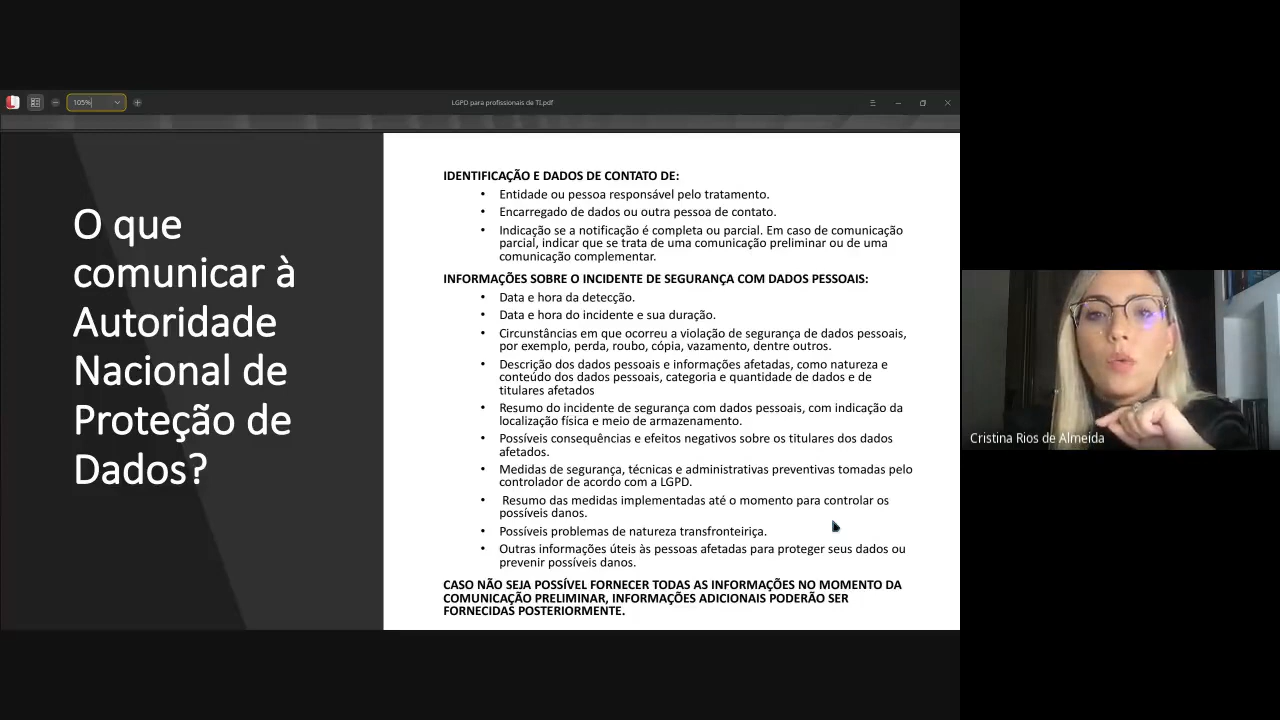 105%
LGPD para profissionais de TI.pdf
O que
comunicar à
Autoridade
Nacional de
Proteção de
Dados?
IDENTIFICAÇÃO E DADOS DE CONTATO DE:
• Entidade ou pessoa responsável pelo tratamento.
• Encarregado de dados ou outra pessoa de contato.
• Indicação se a notificação é completa ou parcial. Em caso de comunicação
parcial, indicar que se trata de uma comunicação preliminar ou de uma
comunicação complementar.
INFORMAÇÕES SOBRE O INCIDENTE DE SEGURANÇA COM DADOS PESSOAIS:
• Data e hora da detecção.
• Data e hora do incidente e sua duração.
• Circunstâncias em que ocorreu a violação de segurança de dados pessoais,
por exemplo, perda, roubo, cópia, vazamento, dentre outros.
• Descrição dos dados pessoais e informações afetadas, como natureza e
conteúdo dos dados pessoais, categoria e quantidade de dados e de
titulares afetados
• Resumo do incidente de segurança com dados pessoais, com indicação da
localização física e meio de armazenamento.
• Possíveis consequências e efeitos negativos sobre os titulares dos dados
afetados.
• Medidas de segurança, técnicas e administrativas preventivas tomadas pelo
controlador de acordo com a LGPD.
• Resumo das medidas implementadas até o momento para controlar os
possíveis danos.
• Possíveis problemas de natureza transfronteiriça.
• Outras informações úteis às pessoas afetadas para proteger seus dados ou
prevenir possíveis danos.
CASO NÃO SEJA POSSÍVEL FORNECER TODAS AS INFORMAÇÕES NO MOMENTO DA
COMUNICAÇÃO PRELIMINAR, INFORMAÇÕES ADICIONAIS PODERÃO SER
FORNECIDAS POSTERIORMENTE.
Cristina Rios de Almeida